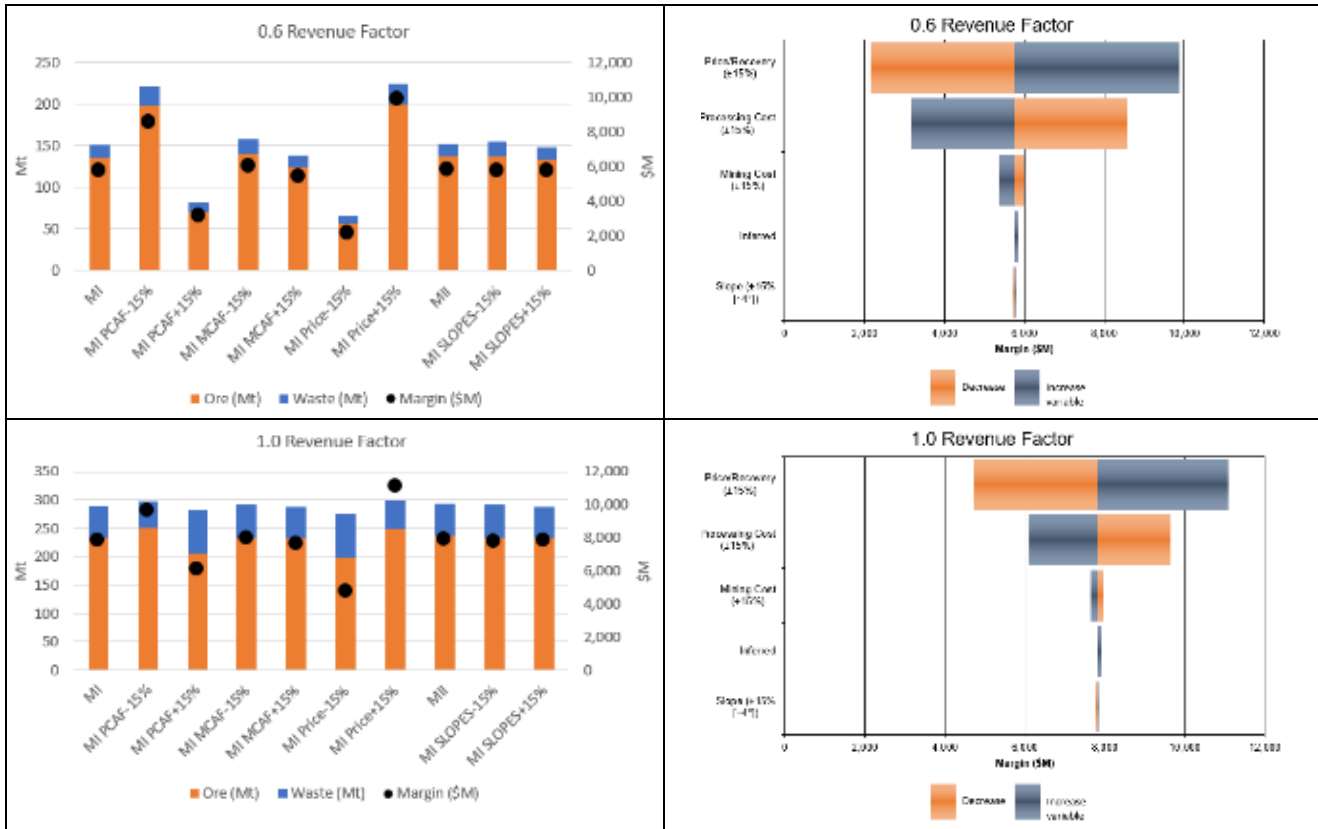 0.6 Revenue Factor
250
200
150
100
50
0
Mt
12,000
10,000
8,000
6,000
4,000
2,000
0
$M
MI
MI PCAF-15%
MI PCAF+15%
MI MCAF-15%
MI MCAF+15%
MI Price-15%
MI Price+15%
MII
MI SLOPES-15%
MI SLOPES+15%
Ore (Mt) Waste (Mt) Margin ($M)
0.6 Revenue Factor
Price/Recovery
(±15%)
Processing Cost
(±15%)
Mining Cost
(±15%)
Inferred
Slope (+15%
0 2,000 4,000 6,000 8,000 10,000 12,000
Margin ($M)
Decrease Increase
variable
1.0 Revenue Factor
350
300
250
200
150
100
50
0
Mt
12,000
10,000
8,000
6,000
4,000
2,000
0
$M
MI
MI PCAF-15%
MI PCAF+15%
MI MCAF-15%
MI MCAF+15%
MI Price-15%
MI Price+15%
MII
MI SLOPES-15%
MI SLOPES+15%
Ore (Mt) Waste (Mt) Margin ($M)
1.0 Revenue Factor
Price/Recovery
(±15%)
Processing Cost
(±15%)
Mining Cost
(+15%)
Inferred
Slope (+15%
0 2,000 4,000 6,000 8,000 10,000 12,000
Margin ($M)
Decrease Increase
variable